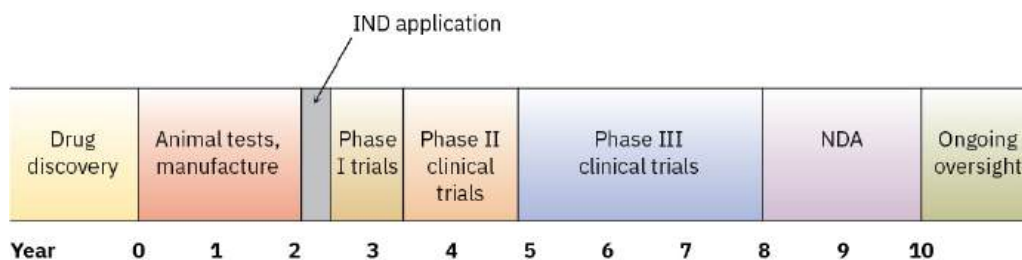 IND application
Drug
discovery
Animal tests,
manufacture
Phase
I trials
Phase II
clinical
trials
Phase III
clinical trials
NDA
Ongoing
oversight
Year 0 1 2 3 4 5 6 7 8 9 10